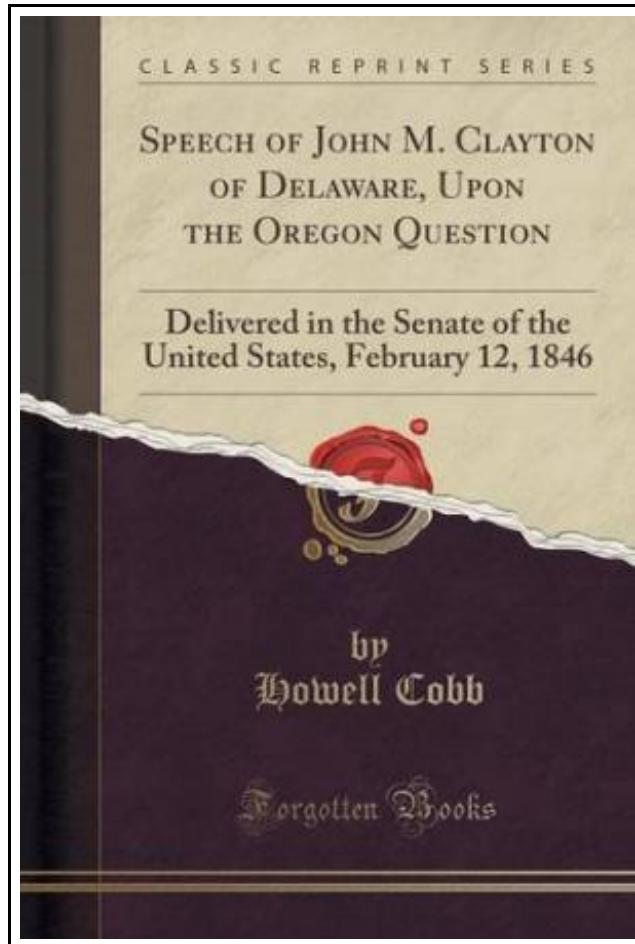 CLASSIC REPRINT SERIES
SPEECH OF JOHN M. CLAYTON
OF DELAWARE, UPON
THE OREGON QUESTION
Delivered in the Senate of the
United States, February 12, 1846
by
Howell Cobb
Forgotten Books